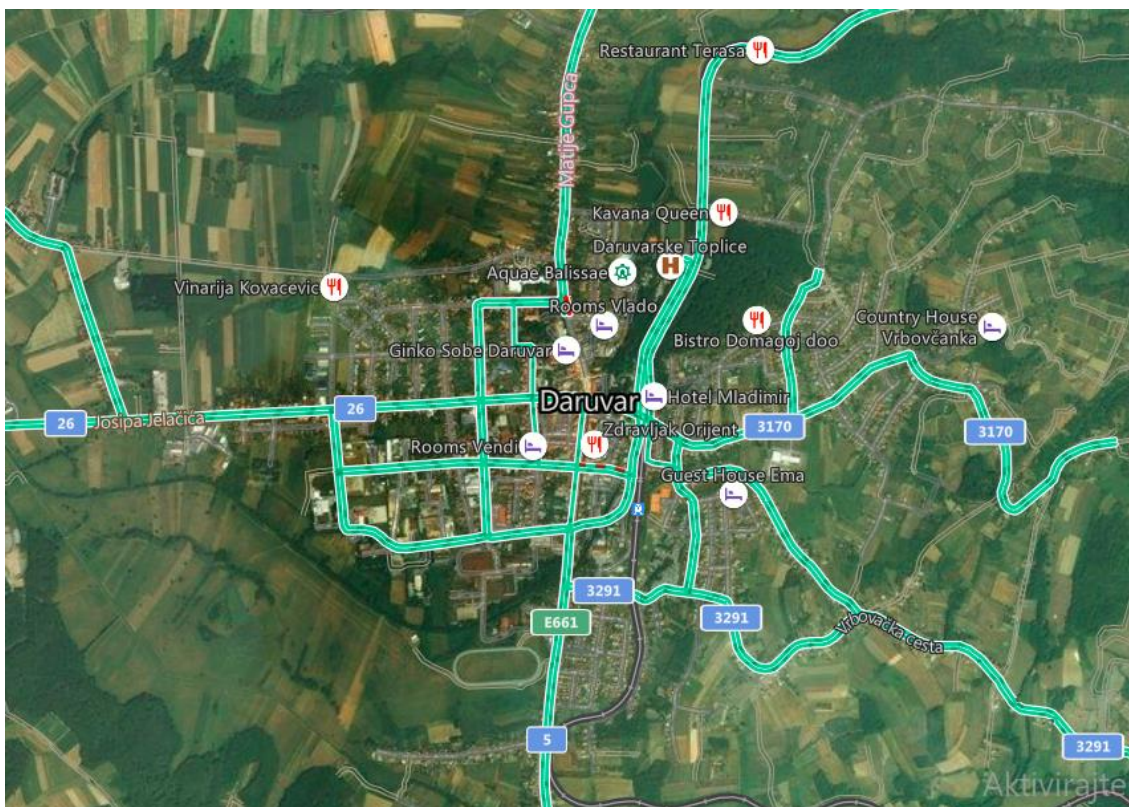 Restaurant Terasa
Matije Gupca
Kavana Queen
Daruvarske Toplice
H
Aquae Balissae
Vinarija Kovacevic
Rooms Vlado
Country House
Vrbovčanka
Bistro Domagoj doo
Ginko Sobe Daruvar
Daruvar
Hotel Mladimir
26
26
Josipa Jelačića
3170
3170
Zdravljak Orijent
Rooms Vendi
Guest House Ema
3291
3291
E661
Vrbovačka cesta
5
3291
Aktivirajte